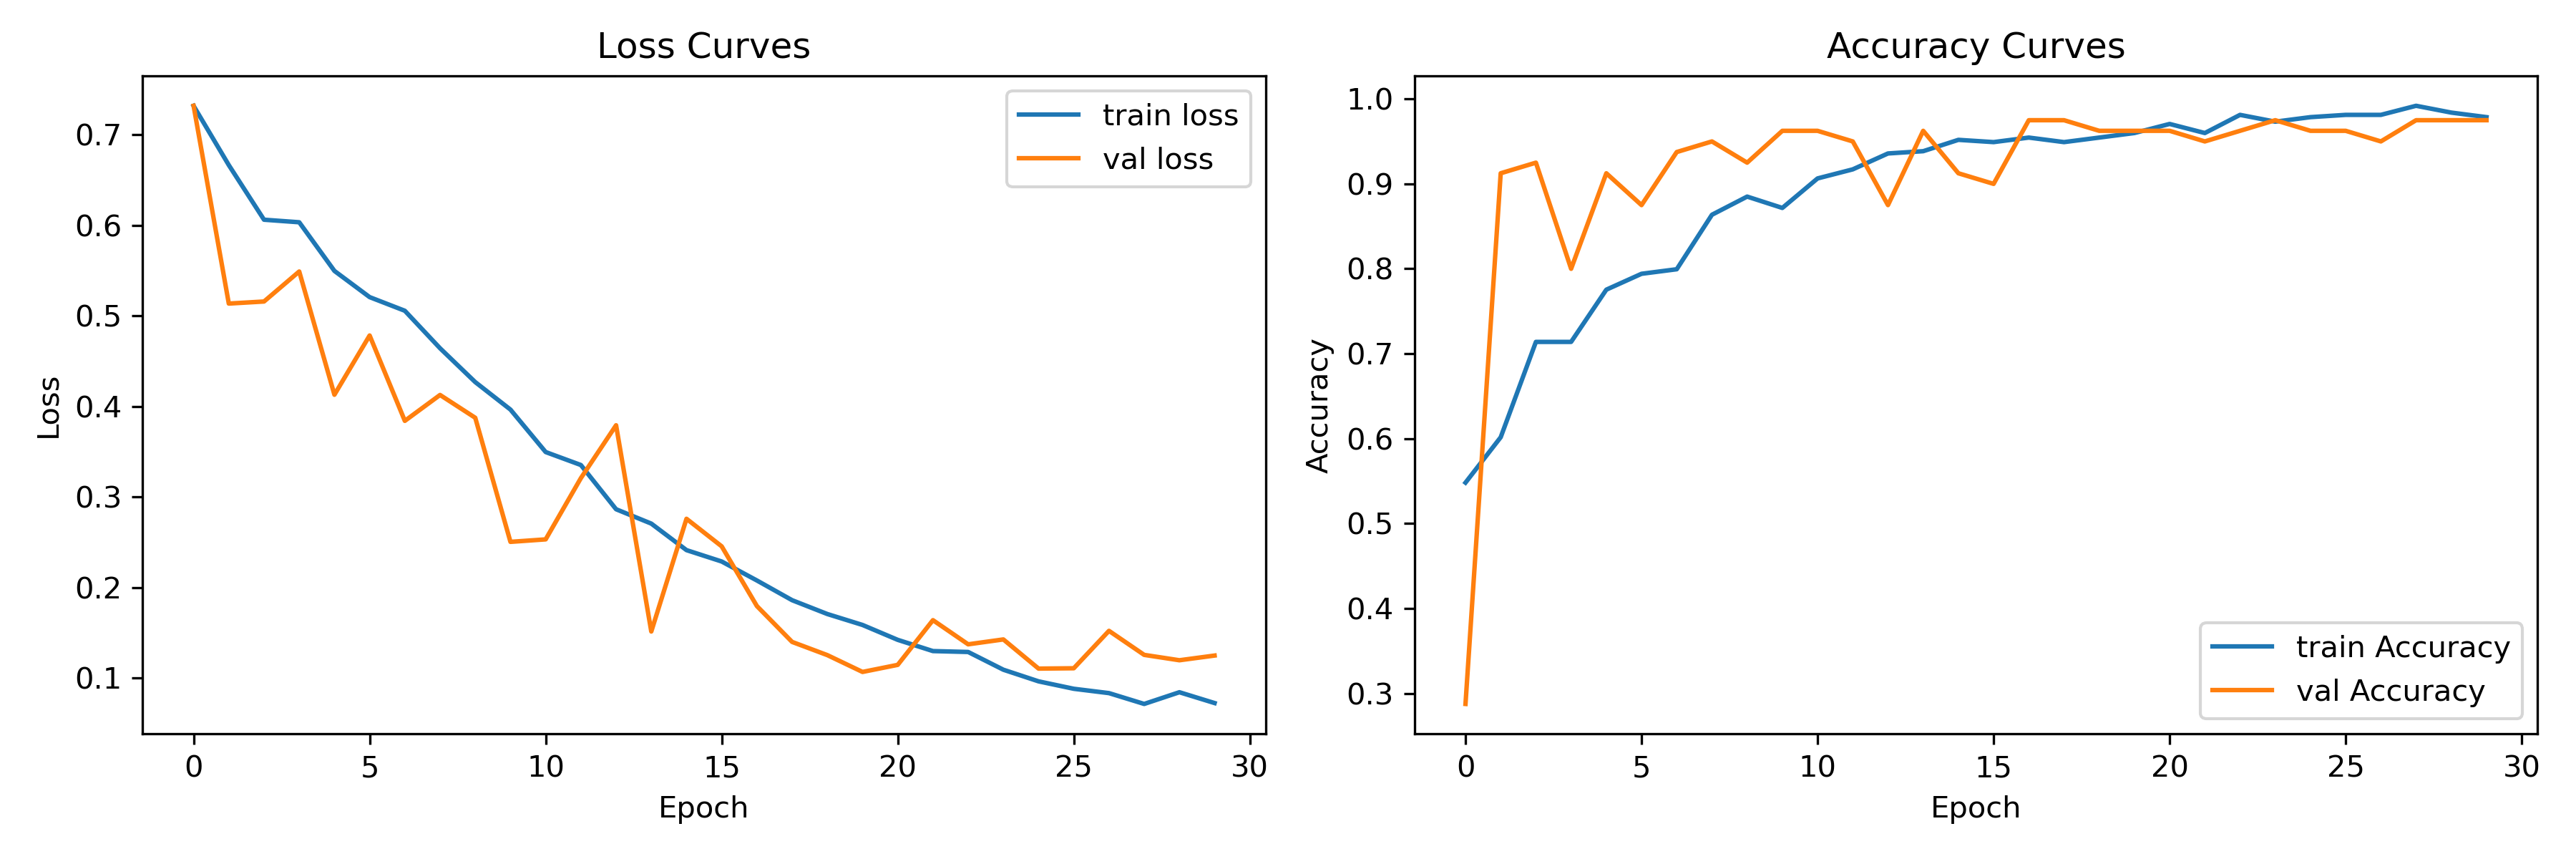 Loss Curves
Loss
0.7
0.6
0.5
0.4
0.3
0.2
0.1
0 5 10 15 20 25 30
Epoch
train loss
val loss
Accuracy Curves
Accuracy
1.0
0.9
0.8
0.7
0.6
0.5
0.4
0.3
0 5 10 15 20 25 30
Epoch
train Accuracy
val Accuracy